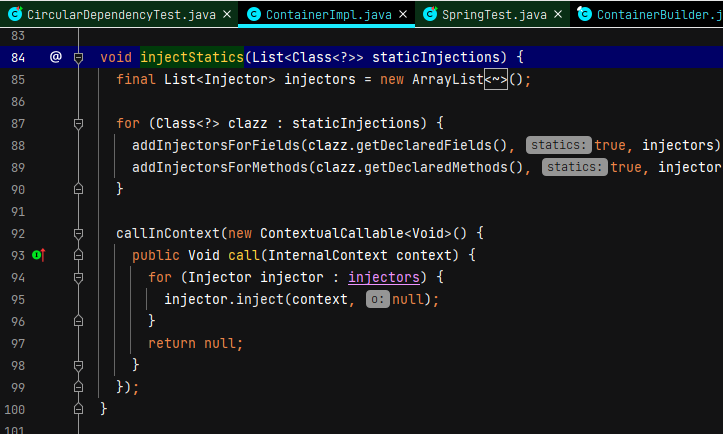 CircularDependencyTest.java × ContainerImpl.java × SpringTest.java × ContainerBuilder.j
83
84 @ void injectStatics(List<Class<?>> staticInjections) {
85 final List<Injector> injectors = new ArrayList<~>();
86
87 for (Class<?> clazz : staticInjections) {
88 addInjectorsForFields(clazz.getDeclaredFields(), statics: true, injectors)
89 addInjectorsForMethods(clazz.getDeclaredMethods(), statics: true, injector
90 }
91
92 callInContext(new ContextualCallable<Void>() {
93 public Void call(InternalContext context) {
94 for (Injector injector : injectors) {
95 injector.inject(context, o: null);
96 }
97 return null;
98 }
99 });
100 }
101